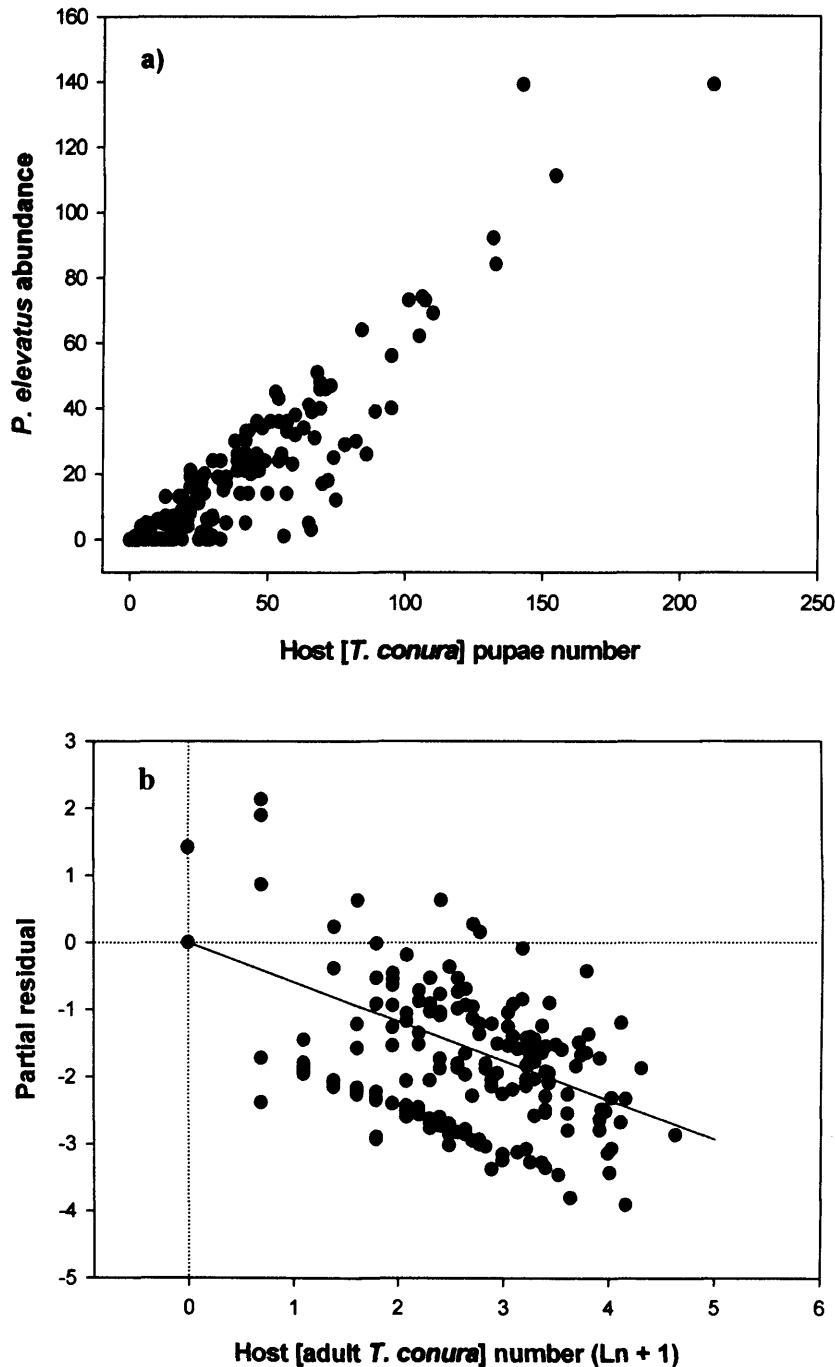 a)
160
140
120
100
80
60
40
20
0
P. elevatus abundance
0 50 100 150 200 250
Host [T. conura] pupae number
b
3
2
1
0
-1
-2
-3
-4
-5
Partial residual
0 1 2 3 4 5 6
Host [adult T. conura] number (Ln + 1)